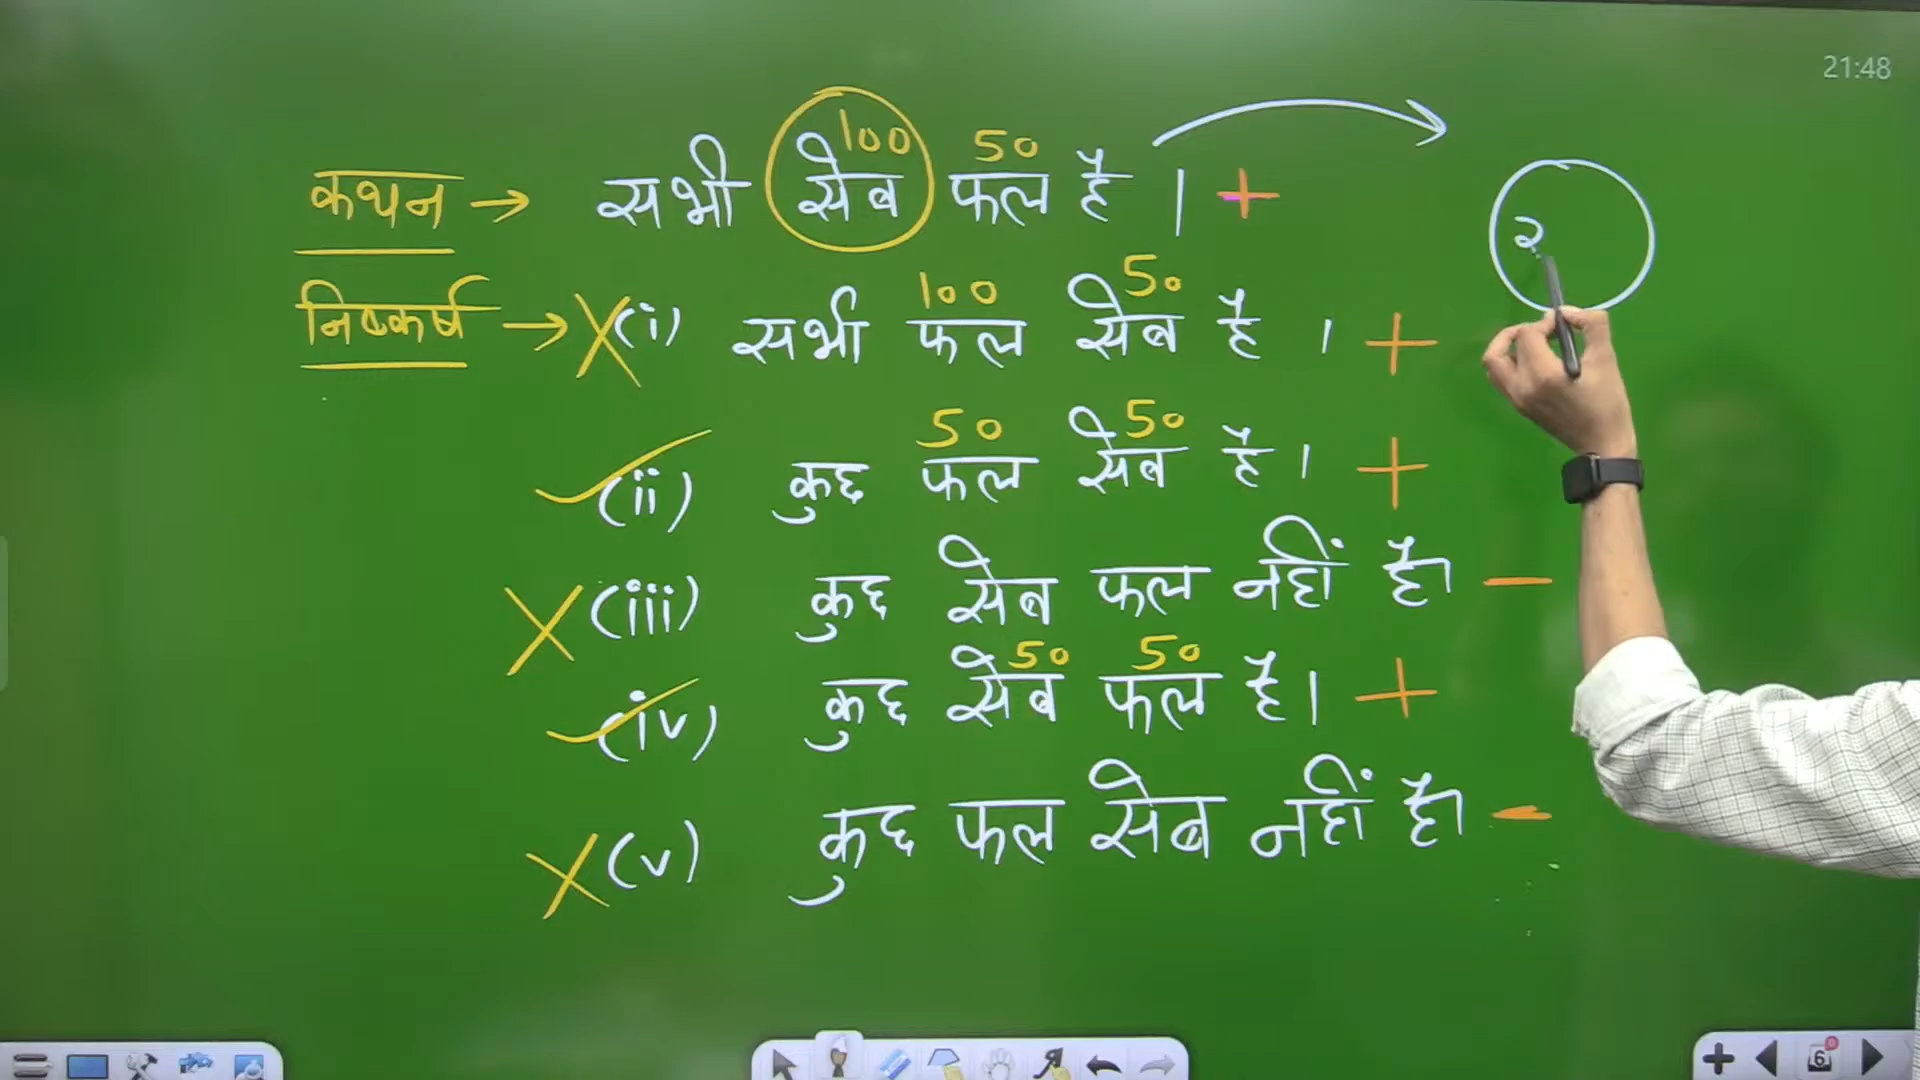 21:48
कथन → सभी सेब फल है । +
100 50
निष्कर्ष → X (i) सभी फल सेब है । +
100 50
(ii) कुछ फल सेब है । +
50 50
X (iii) कुछ सेब फल नहीं है। −
(iv) कुछ सेब फल है । +
50 50
X (v) कुछ फल सेब नहीं है। −
6